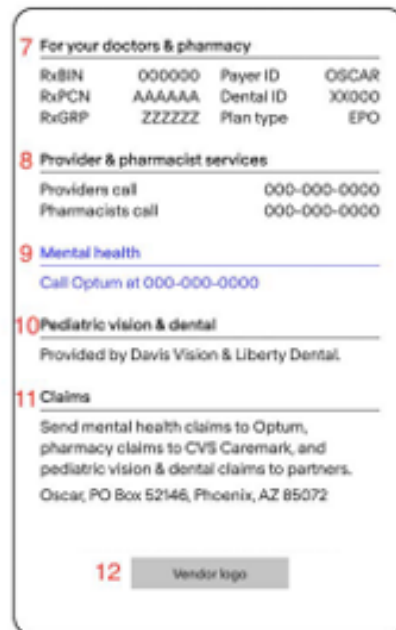 7 For your doctors & pharmacy
RxBIN 000000 Payer ID OSCAR
RxPCN AAAAAA Dental ID XX000
RxGRP ZZZZZZ Plan type EPO
8 Provider & pharmacist services
Providers call 000-000-0000
Pharmacists call 000-000-0000
9 Mental health
Call Optum at 000-000-0000
10 Pediatric vision & dental
Provided by Davis Vision & Liberty Dental.
11 Claims
Send mental health claims to Optum,
pharmacy claims to CVS Caremark, and
pediatric vision & dental claims to partners.
Oscar, PO Box 52146, Phoenix, AZ 85072
12 Vendor logo